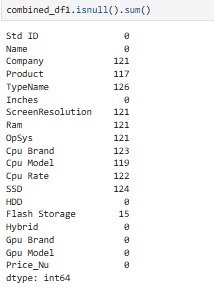 combined_df1.isnull().sum()
Std ID 0
Name 0
Company 121
Product 117
TypeName 126
Inches 0
ScreenResolution 121
Ram 121
OpSys 121
Cpu Brand 123
Cpu Model 119
Cpu Rate 122
SSD 124
HDD 0
Flash Storage 15
Hybrid 0
Gpu Brand 0
Gpu Model 0
Price_Nu 0
dtype: int64